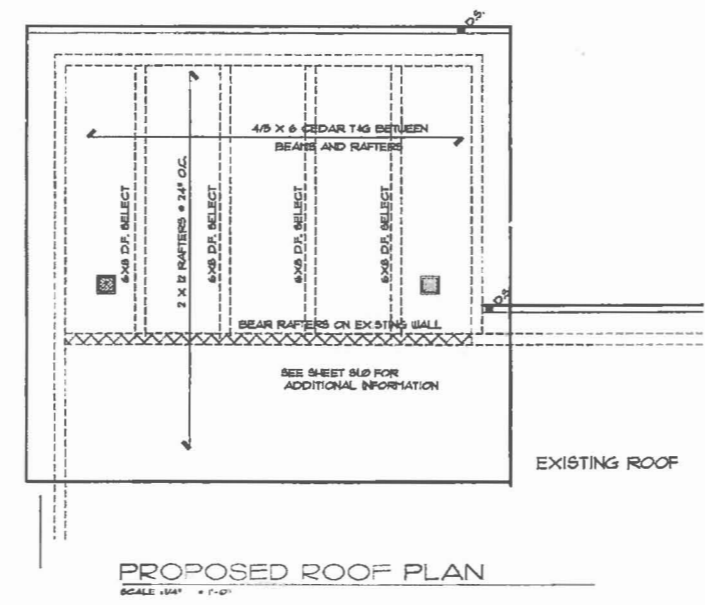 D.S.
4/5 X 6 CEDAR T&G BETWEEN
BEAMS AND RAFTERS
6X8 D.F. SELECT
2 X 12 RAFTERS @ 24" O.C.
6X8 D.F. SELECT
6X8 D.F. SELECT
6X8 D.F. SELECT
D.S.
BEAR RAFTERS ON EXISTING WALL
SEE SHEET S1.0 FOR
ADDITIONAL INFORMATION
EXISTING ROOF
PROPOSED ROOF PLAN
SCALE : 1/4" = 1'-0"